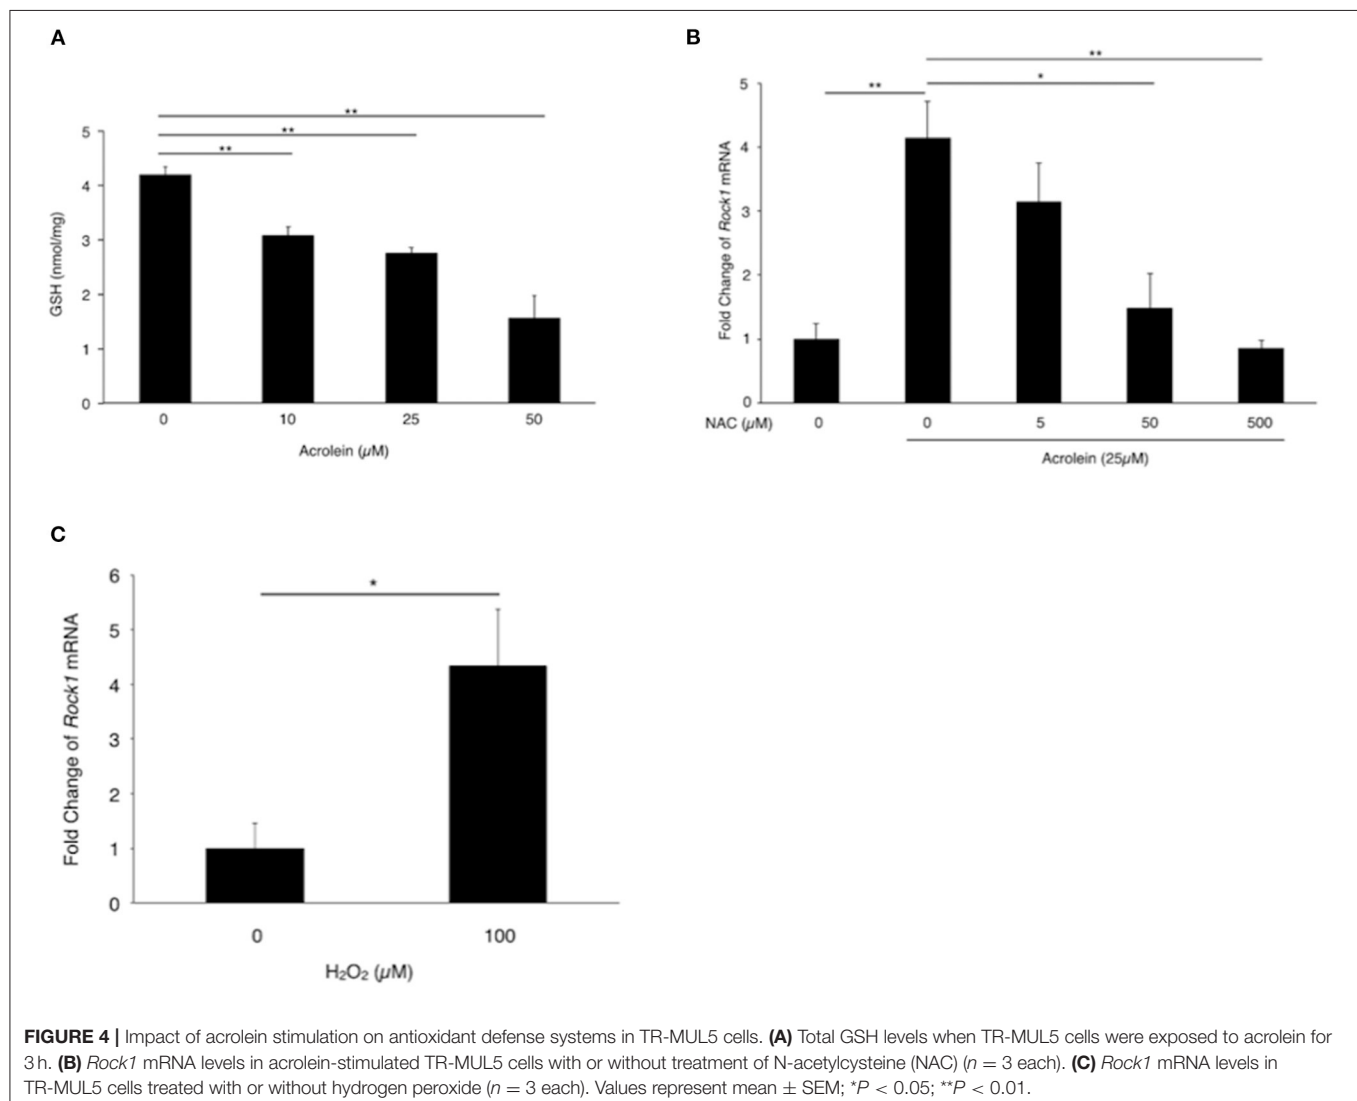 A
**
**
**
5
4
3
2
1
0
GSH (nmol/mg)
0 10 25 50
Acrolein (µM)
B
**
*
**
5
4
3
2
1
0
Fold Change of Rock1 mRNA
NAC (µM) 0 0 5 50 500
Acrolein (25µM)
C
*
6
5
4
3
2
1
0
Fold Change of Rock1 mRNA
0 100
H₂O₂ (µM)
FIGURE 4 | Impact of acrolein stimulation on antioxidant defense systems in TR-MUL5 cells. (A) Total GSH levels when TR-MUL5 cells were exposed to acrolein for
3 h. (B) Rock1 mRNA levels in acrolein-stimulated TR-MUL5 cells with or without treatment of N-acetylcysteine (NAC) (n = 3 each). (C) Rock1 mRNA levels in
TR-MUL5 cells treated with or without hydrogen peroxide (n = 3 each). Values represent mean ± SEM; *P < 0.05; **P < 0.01.